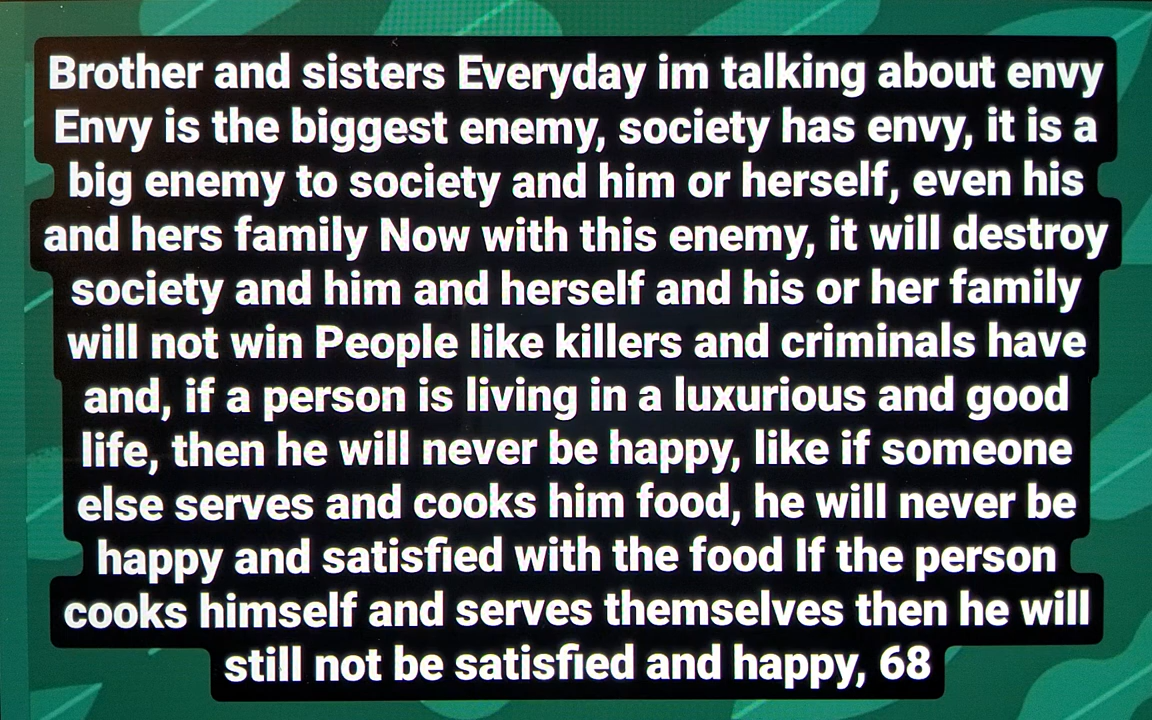 Brother and sisters Everyday im talking about envy
Envy is the biggest enemy, society has envy, it is a
big enemy to society and him or herself, even his
and hers family Now with this enemy, it will destroy
society and him and herself and his or her family
will not win People like killers and criminals have
and, if a person is living in a luxurious and good
life, then he will never be happy, like if someone
else serves and cooks him food, he will never be
happy and satisfied with the food If the person
cooks himself and serves themselves then he will
still not be satisfied and happy, 68